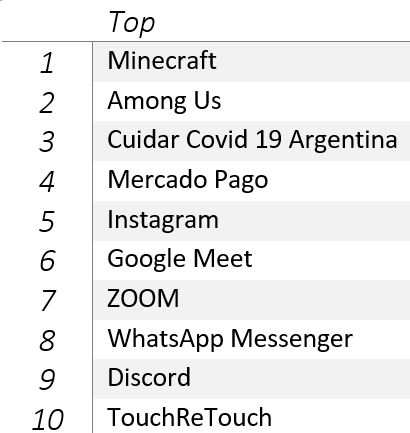 Top
1 Minecraft
2 Among Us
3 Cuidar Covid 19 Argentina
4 Mercado Pago
5 Instagram
6 Google Meet
7 ZOOM
8 WhatsApp Messenger
9 Discord
10 TouchReTouch